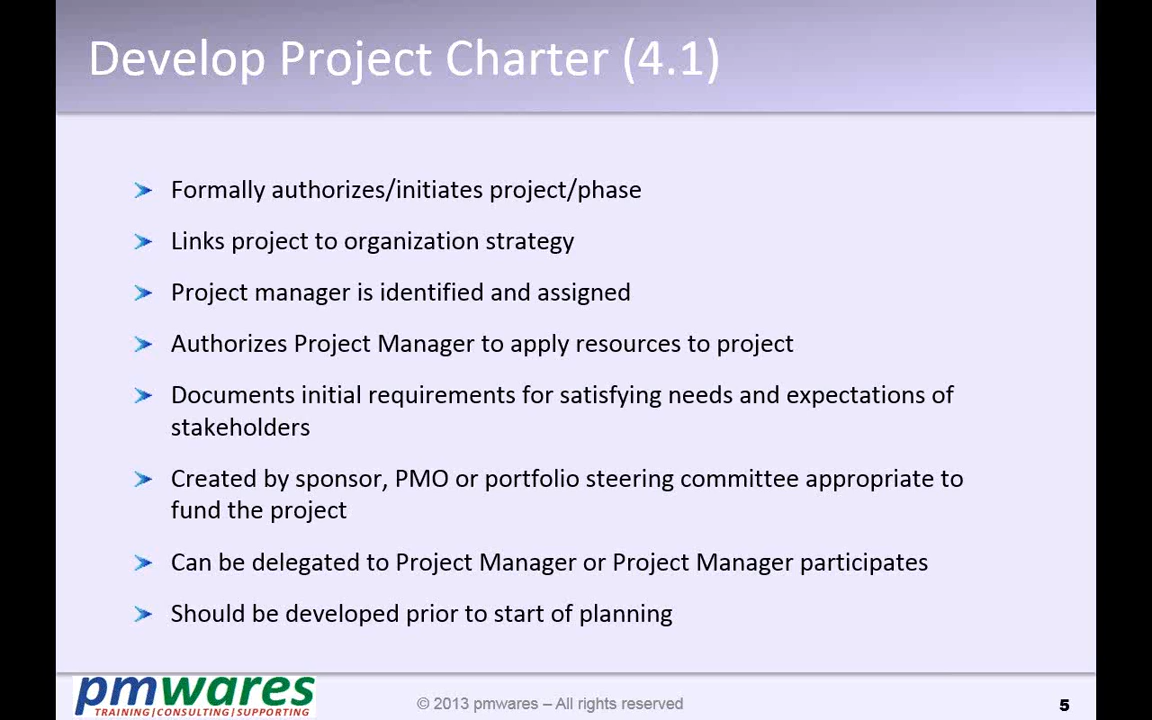 Develop Project Charter (4.1)
Formally authorizes/initiates project/phase
Links project to organization strategy
Project manager is identified and assigned
Authorizes Project Manager to apply resources to project
Documents initial requirements for satisfying needs and expectations of
stakeholders
Created by sponsor, PMO or portfolio steering committee appropriate to
fund the project
Can be delegated to Project Manager or Project Manager participates
Should be developed prior to start of planning
pmwares
TRAINING|CONSULTING|SUPPORTING
© 2013 pmwares – All rights reserved
5